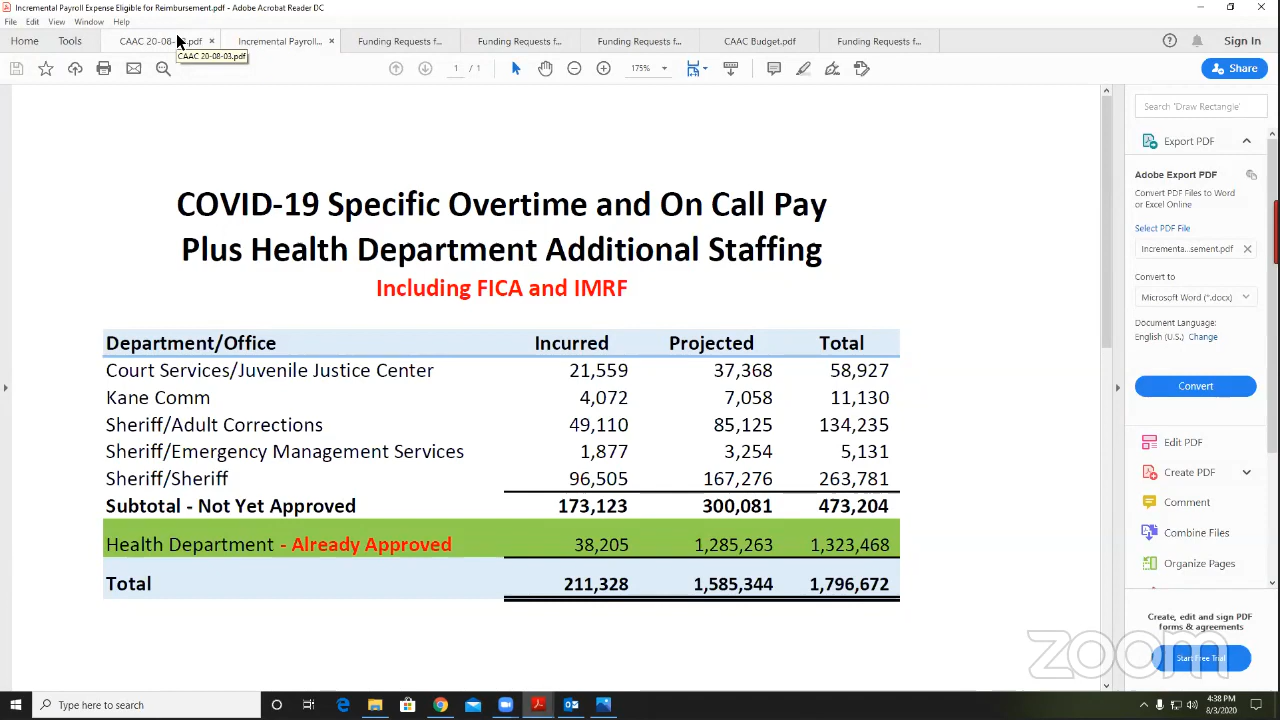 Incremental Payroll Expense Eligible for Reimbursement.pdf - Adobe Acrobat Reader DC
File Edit View Window Help
Home Tools CAAC 20-08- .pdf × Incremental Payroll... × Funding Requests f... Funding Requests f... Funding Requests f... CAAC Budget.pdf Funding Requests f... Sign In
CAAC 20-08-03.pdf
1 / 1 175% Share
Search "Draw Rectangle"
Export PDF
Adobe Export PDF
Convert PDF Files to Word
or Excel Online
Select PDF File
Incrementa...sement.pdf ×
Convert to
Microsoft Word (*.docx)
Document Language:
English (U.S.) Change
Convert
Edit PDF
Create PDF
Comment
Combine Files
Organize Pages
Create, edit and sign PDF
forms & agreements
Start Free Trial
COVID-19 Specific Overtime and On Call Pay
Plus Health Department Additional Staffing
Including FICA and IMRF
Department/Office Incurred Projected Total
Court Services/Juvenile Justice Center 21,559 37,368 58,927
Kane Comm 4,072 7,058 11,130
Sheriff/Adult Corrections 49,110 85,125 134,235
Sheriff/Emergency Management Services 1,877 3,254 5,131
Sheriff/Sheriff 96,505 167,276 263,781
Subtotal - Not Yet Approved 173,123 300,081 473,204
Health Department - Already Approved 38,205 1,285,263 1,323,468
Total 211,328 1,585,344 1,796,672
zoom
Type here to search
4:38 PM
8/3/2020